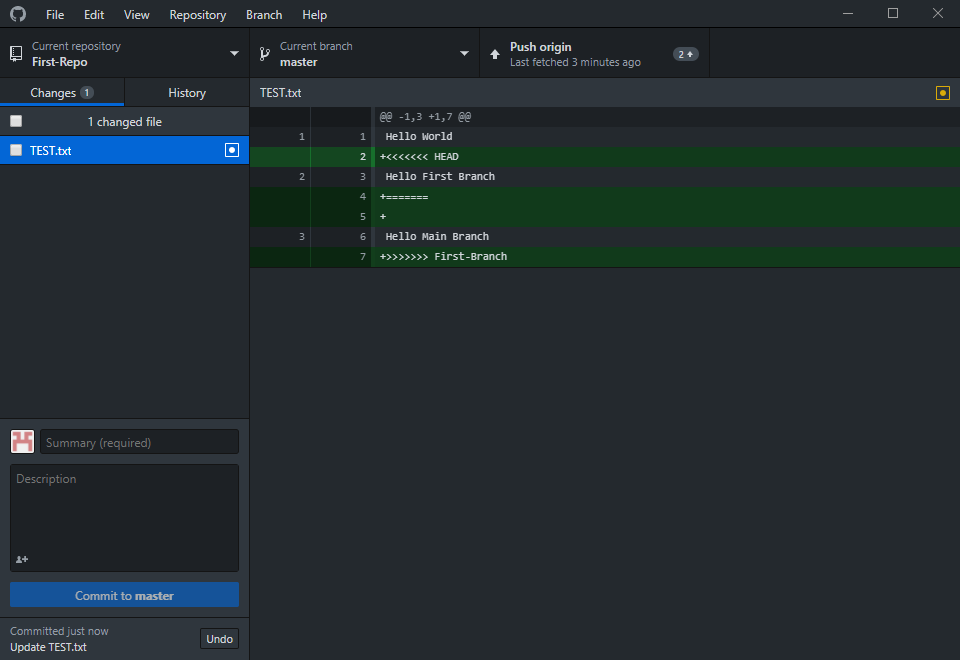 File Edit View Repository Branch Help
Current repository
First-Repo
Current branch
master
Push origin
Last fetched 3 minutes ago
2
Changes 1 History
TEST.txt
1 changed file
TEST.txt
@@ -1,3 +1,7 @@
1 1 Hello World
2 +<<<<<<< HEAD
2 3 Hello First Branch
4 +=======
5 +
3 6 Hello Main Branch
7 +>>>>>>> First-Branch
Summary (required)
Description
Commit to master
Committed just now
Update TEST.txt
Undo